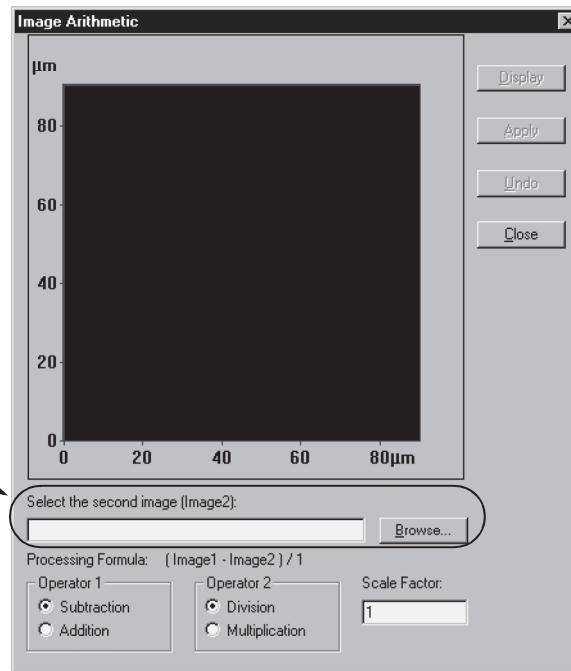 Image Arithmetic
µm
80
60
40
20
0
0 20 40 60 80µm
Display
Apply
Undo
Close
Select the second image (Image2):
Browse...
Processing Formula: ( Image1 - Image2 ) / 1
Operator 1
Subtraction
Addition
Operator 2
Division
Multiplication
Scale Factor:
1